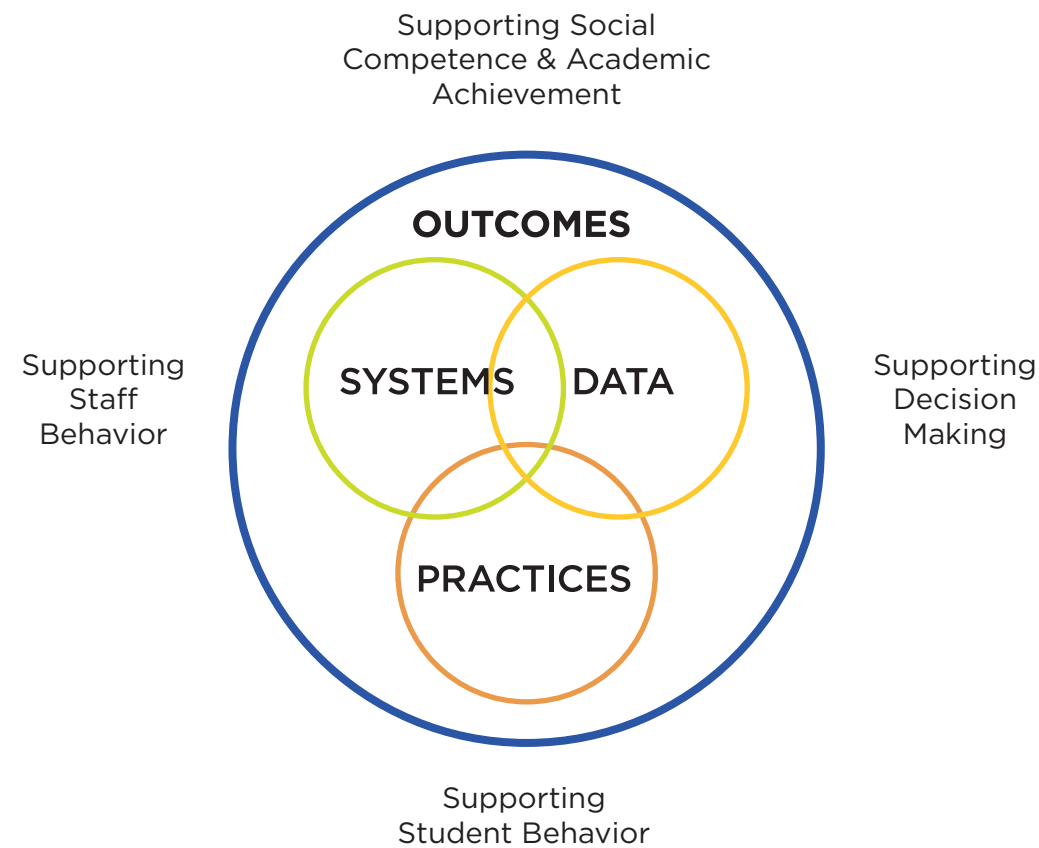 Supporting Social
Competence & Academic
Achievement
OUTCOMES
Supporting
Staff
Behavior
SYSTEMS
DATA
Supporting
Decision
Making
PRACTICES
Supporting
Student Behavior